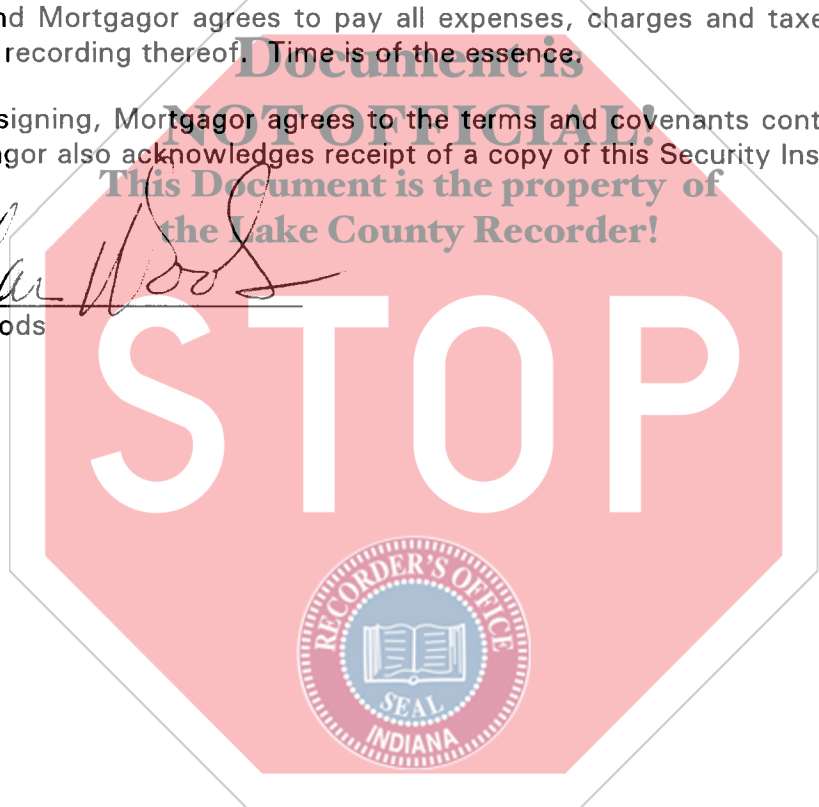 nd Mortgagor agrees to pay all expenses, charges and taxe
recording thereof. Time is of the essence.
Document is
signing, Mortgagor agrees to the terms and covenants cont
NOT OFFICIAL!
gor also acknowledges receipt of a copy of this Security Ins
This Document is the property of
the Lake County Recorder!
Woods
ods
STOP
RECORDER'S OFFICE
SEAL
INDIANA